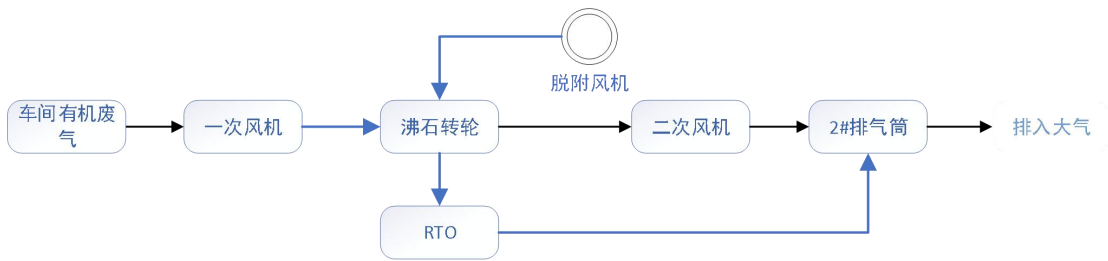 脱附风机
车间有机废
气
一次风机
沸石转轮
二次风机
2#排气筒
排入大气
RTO